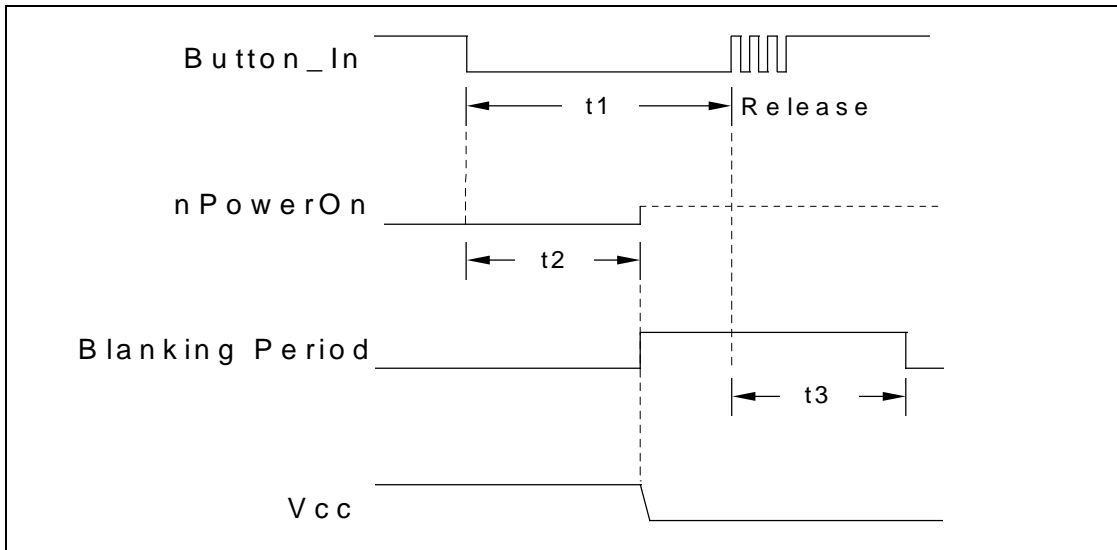 Button_In
t1
Release
nPowerOn
t2
Blanking Period
t3
Vcc